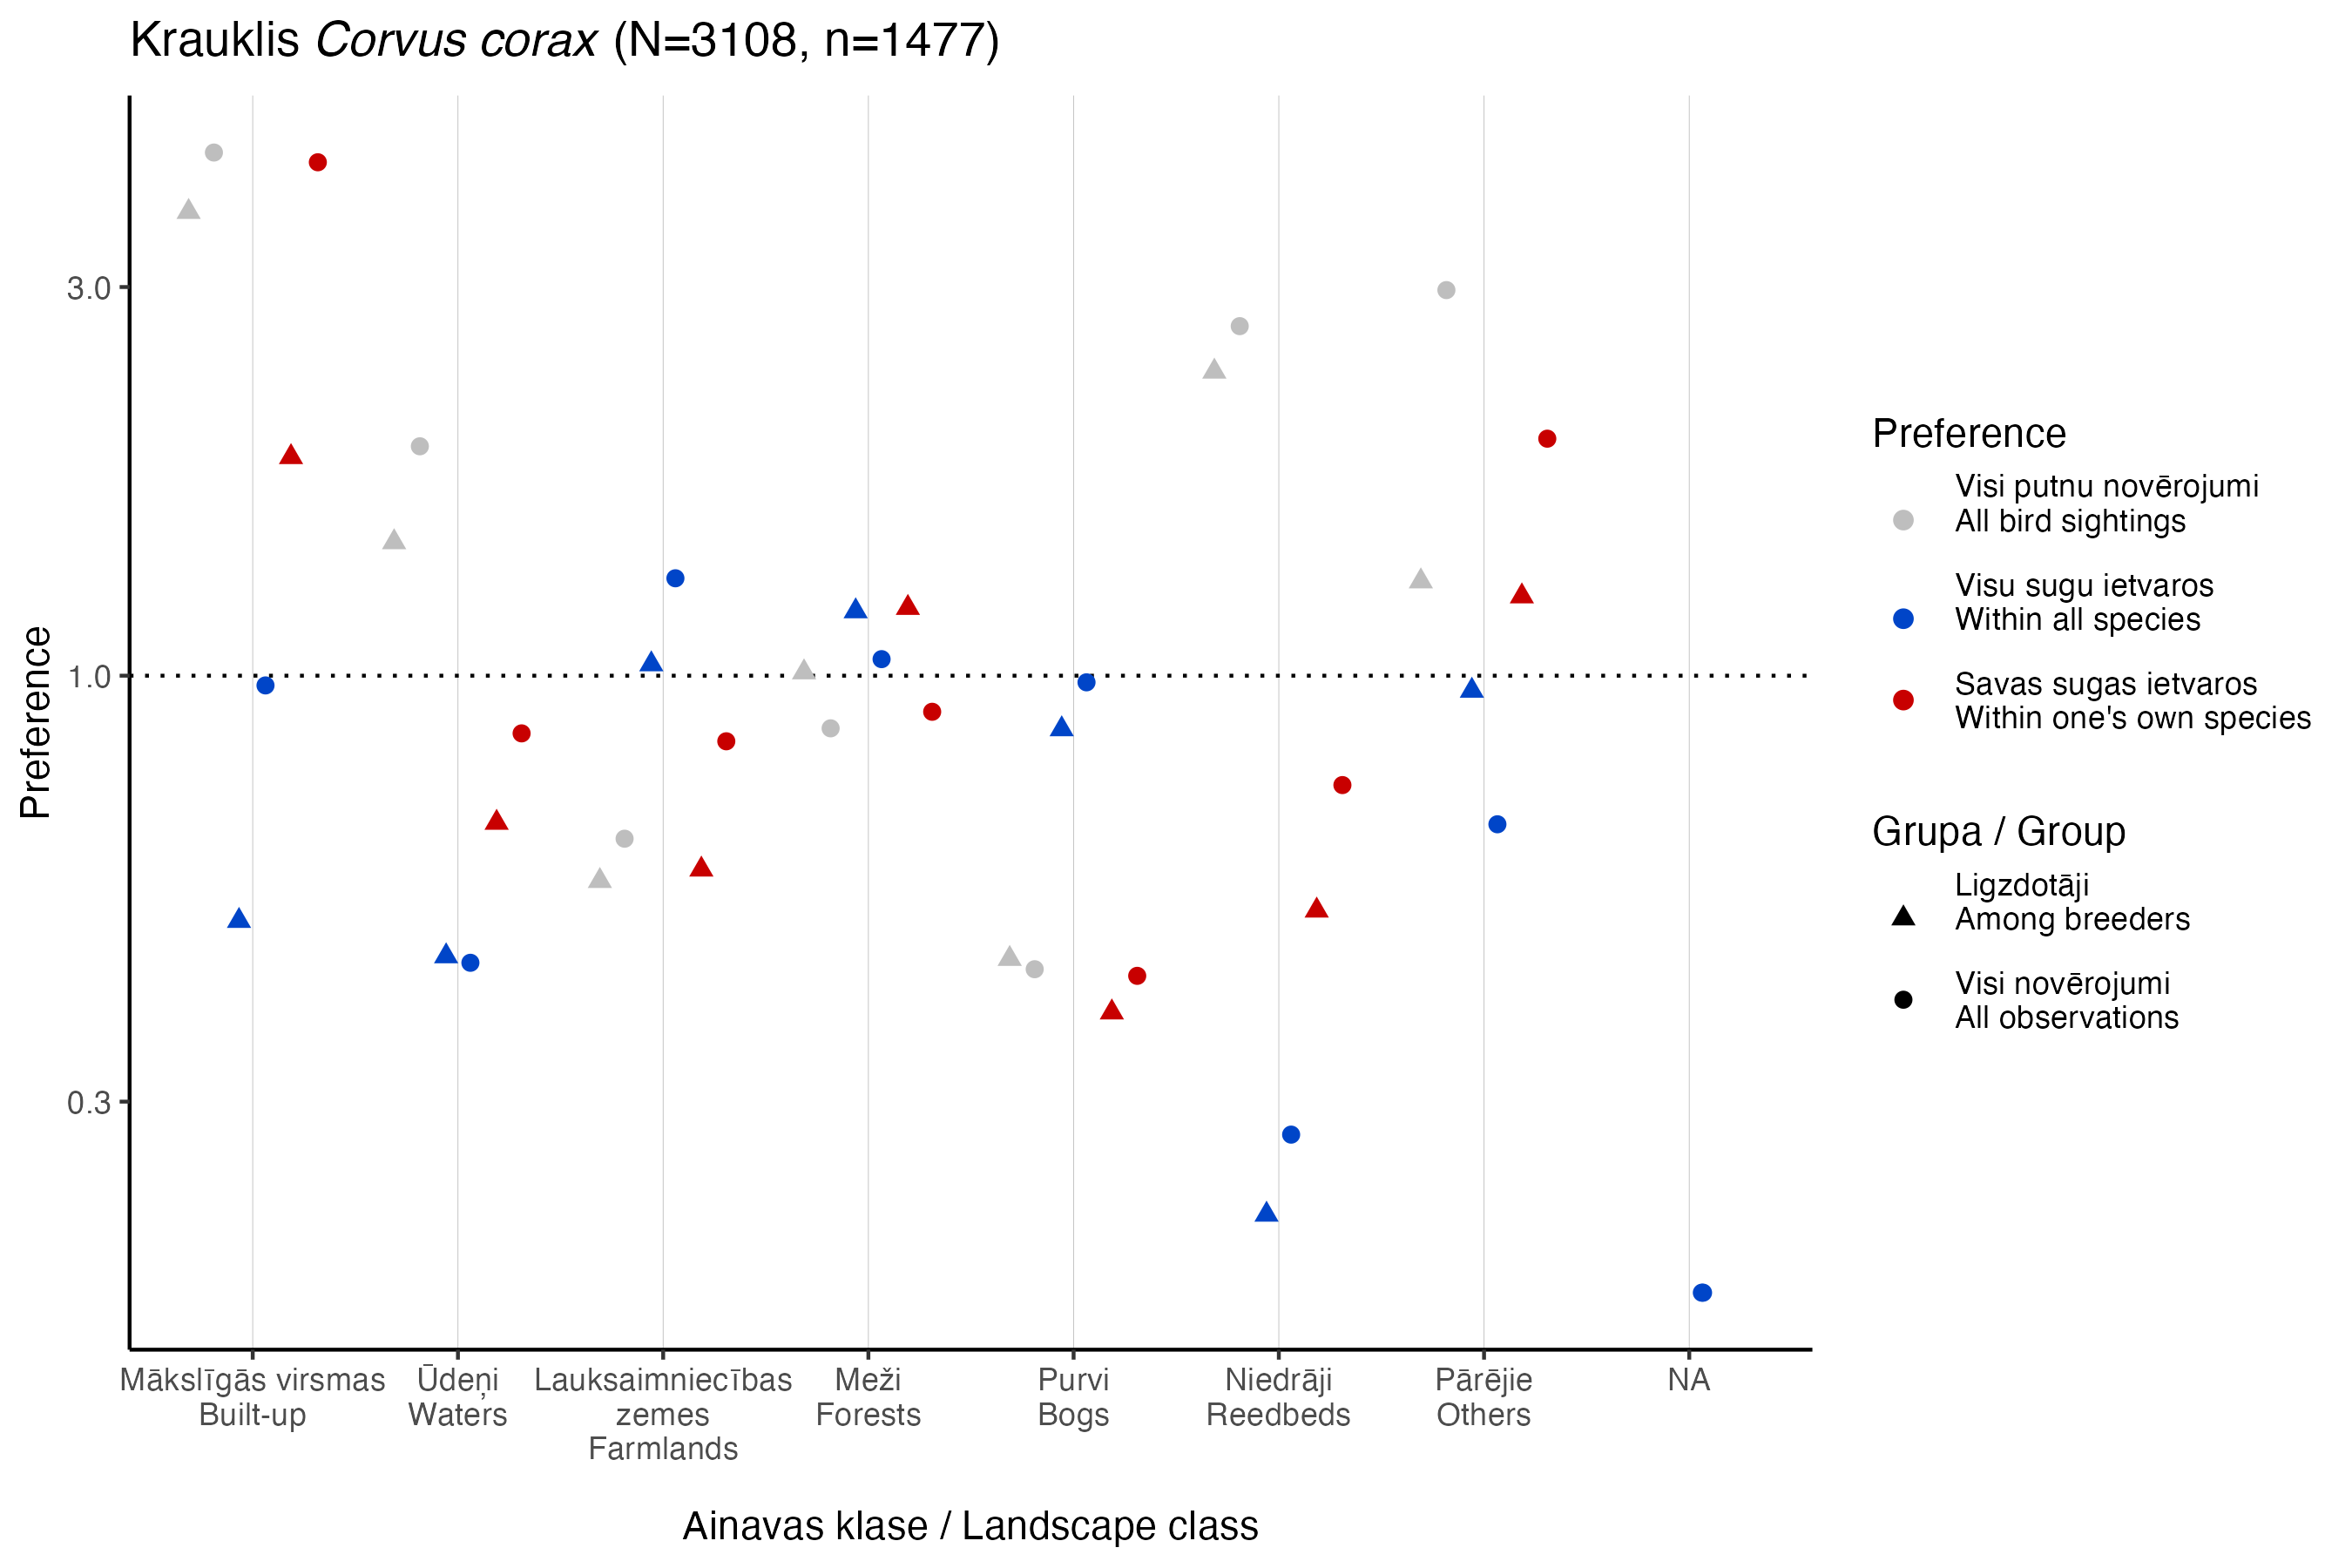 Krauklis Corvus corax (N=3108, n=1477)
Preference
3.0
1.0
0.3
Mākslīgās virsmas
Built-up
Ūdeņi
Waters
Lauksaimniecības
zemes
Farmlands
Meži
Forests
Purvi
Bogs
Niedrāji
Reedbeds
Pārējie
Others
NA
Ainavas klase / Landscape class
Preference
Visi putnu novērojumi
All bird sightings
Visu sugu ietvaros
Within all species
Savas sugas ietvaros
Within one's own species
Grupa / Group
Ligzdotāji
Among breeders
Visi novērojumi
All observations